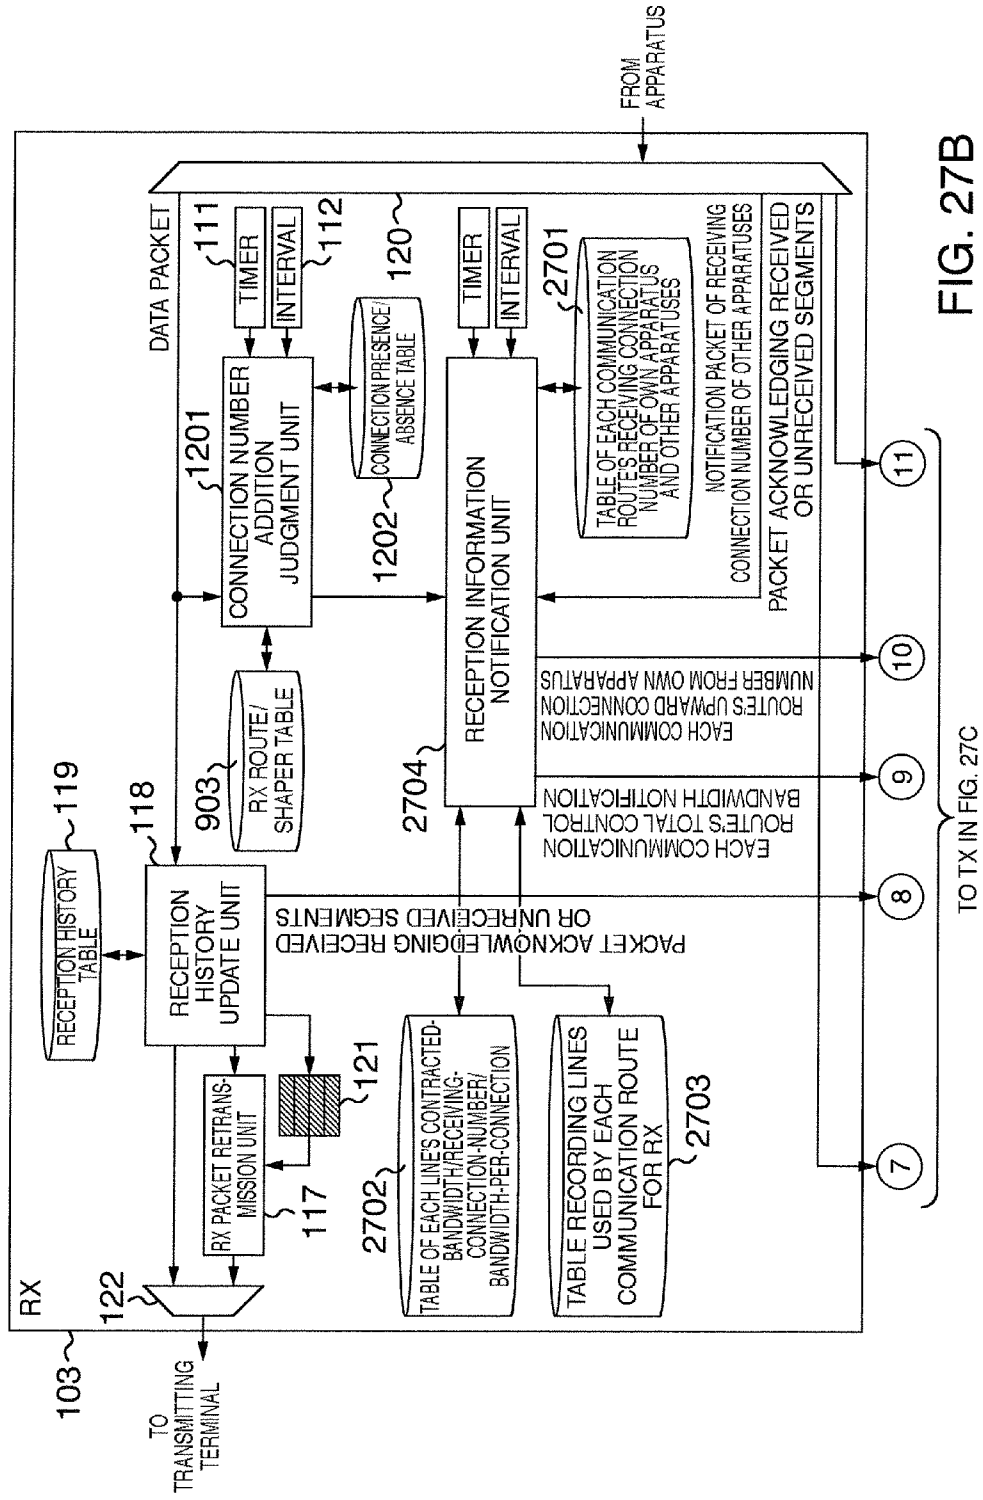 RX
103
TO
TRANSMITTING
TERMINAL
122
RX PACKET RETRANS-
MISSION UNIT
117
121
RECEPTION HISTORY
TABLE
119
RECEPTION
HISTORY
UPDATE UNIT
118
DATA PACKET
RX ROUTE/
SHAPER TABLE
903
CONNECTION NUMBER
ADDITION
JUDGMENT UNIT
1201
TIMER
111
INTERVAL
112
CONNECTION PRESENCE/
ABSENCE TABLE
1202
120
FROM
APPARATUS
PACKET ACKNOWLEDGING RECEIVED
OR UNRECEIVED SEGMENTS
TABLE OF EACH LINE'S CONTRACTED-
BANDWIDTH/RECEIVING-
CONNECTION-NUMBER/
BANDWIDTH-PER-CONNECTION
2702
TABLE RECORDING LINES
USED BY EACH
COMMUNICATION ROUTE
FOR RX
2703
RECEPTION INFORMATION
NOTIFICATION UNIT
2704
TIMER
INTERVAL
TABLE OF EACH COMMUNICATION
ROUTE'S RECEIVING CONNECTION
NUMBER OF OWN APPARATUS
AND OTHER APPARATUSES
2701
EACH COMMUNICATION
ROUTE'S TOTAL CONTROL
BANDWIDTH NOTIFICATION
EACH COMMUNICATION
ROUTE'S UPWARD CONNECTION
NUMBER FROM OWN APPARATUS
NOTIFICATION PACKET OF RECEIVING
CONNECTION NUMBER OF OTHER APPARATUSES
PACKET ACKNOWLEDGING RECEIVED
OR UNRECEIVED SEGMENTS
7
8
9
10
11
TO TX IN FIG. 27C
FIG. 27B